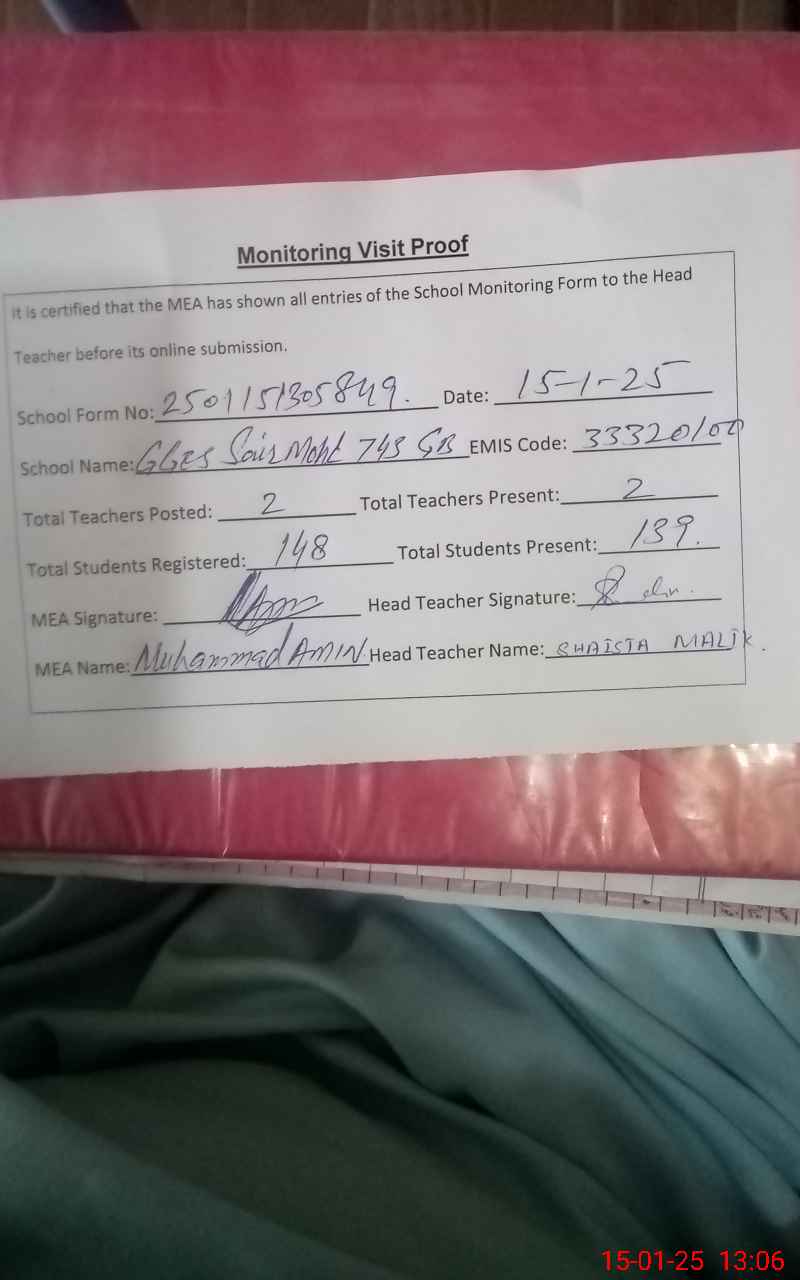 Monitoring Visit Proof
It is certified that the MEA has shown all entries of the School Monitoring Form to the Head
Teacher before its online submission.
School Form No: 2501151305849. Date: 15-1-25
School Name: GGES Moht 743 GB EMIS Code: 33320100
Total Teachers Posted: 2 Total Teachers Present: 2
Total Students Registered: 148 Total Students Present: 139.
MEA Signature: Head Teacher Signature:
MEA Name: Muhammad AMIN. Head Teacher Name: SHAISTA MALIK.
15-01-25 13:06